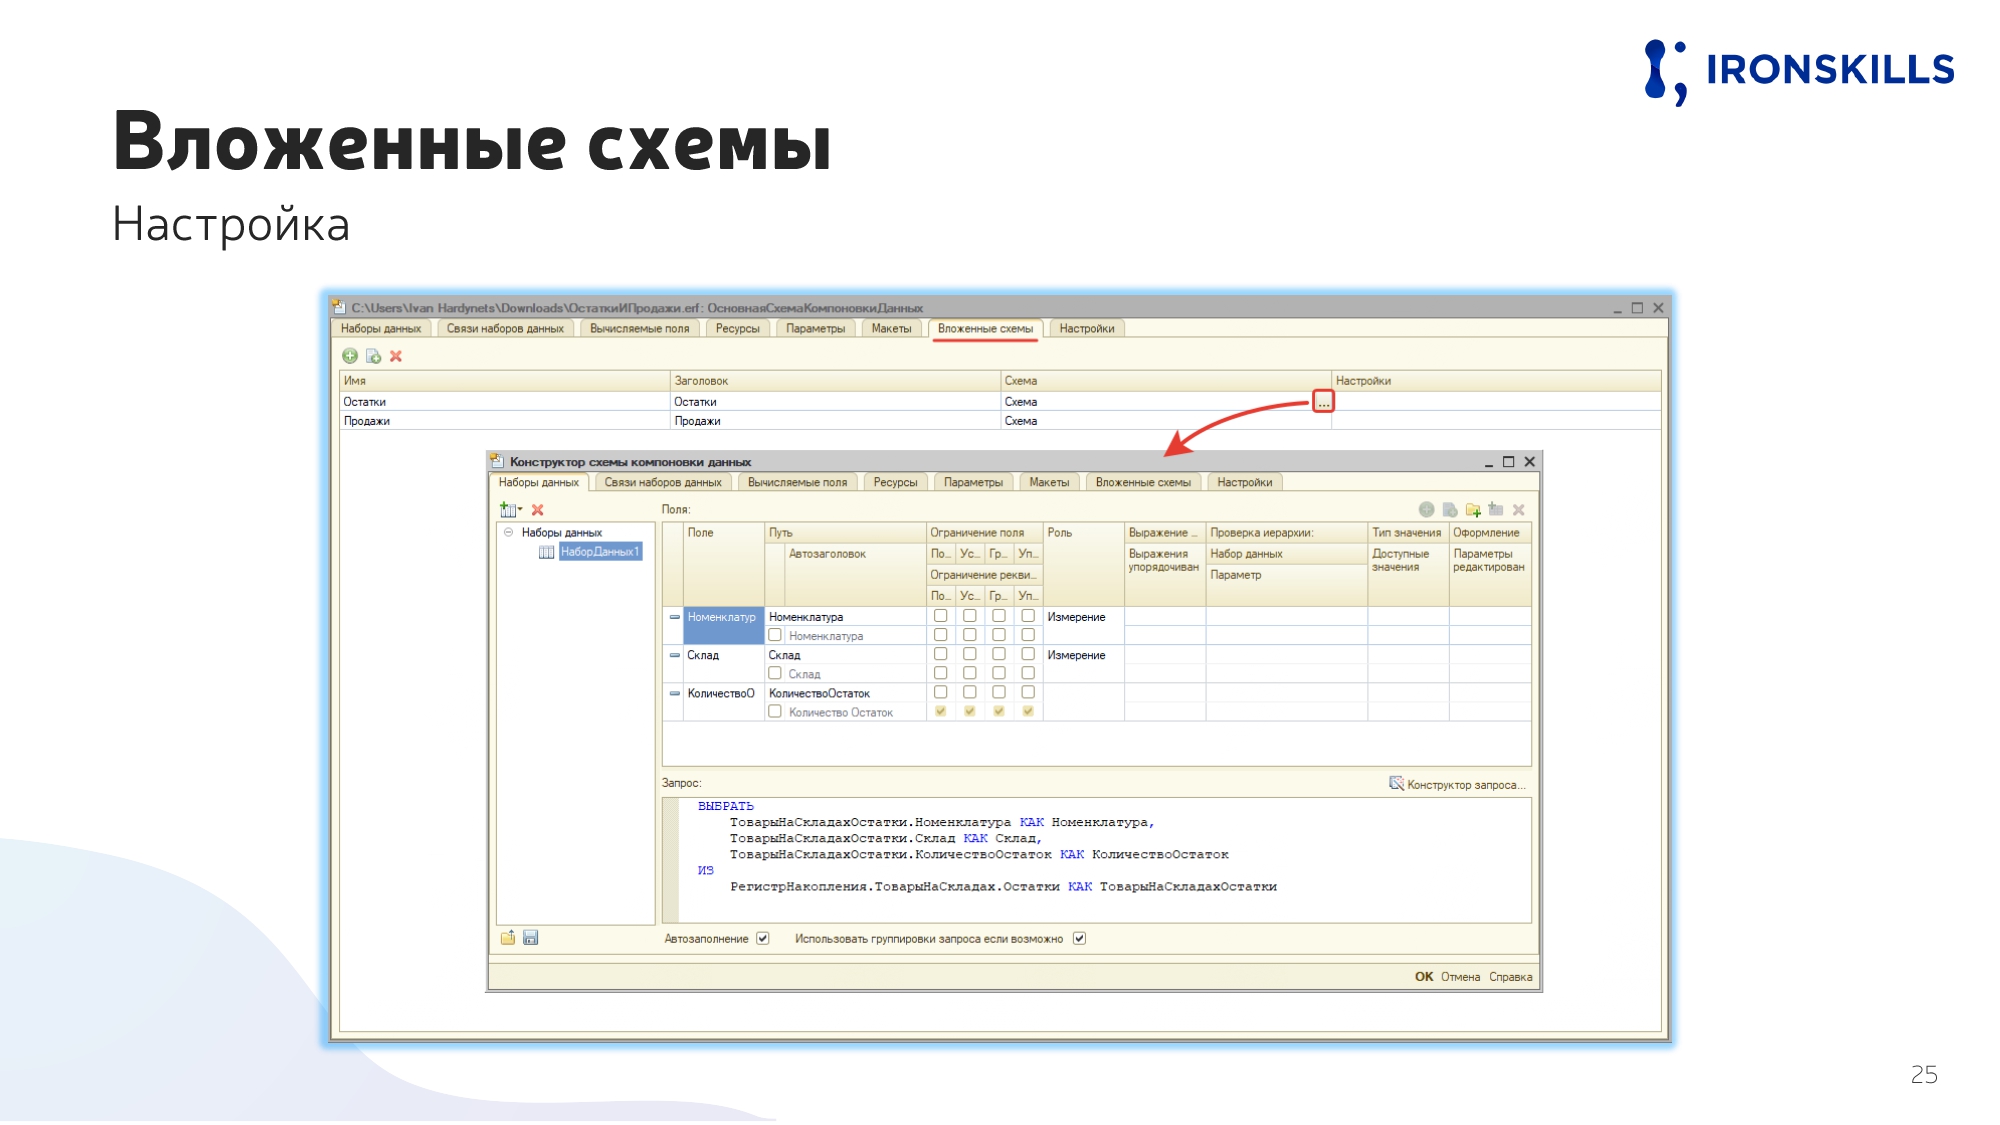 IRONSKILLS
Вложенные схемы
Настройка
C:\Users\Ivan Hardynets\Downloads\ОстаткиИПродажи.erf: ОсновнаяСхемаКомпоновкиДанных
Наборы данных Связи наборов данных Вычисляемые поля Ресурсы Параметры Макеты Вложенные схемы Настройки
Имя Заголовок Схема Настройки
Остатки Остатки Схема ...
Продажи Продажи Схема
Конструктор схемы компоновки данных
Наборы данных Связи наборов данных Вычисляемые поля Ресурсы Параметры Макеты Вложенные схемы Настройки
Поля:
Наборы данных
НаборДанных1
Поле Путь Ограничение поля Роль Выражение ... Проверка иерархии: Тип значения Оформление
Автозаголовок По... Ус... Гр... Уп... Выражения упорядочиван Набор данных Доступные значения Параметры редактирован
Ограничение рекви... Параметр
По... Ус... Гр... Уп...
Номенклатур Номенклатура Измерение
Номенклатура
Склад Склад Измерение
Склад
КоличествоО КоличествоОстаток
Количество Остаток
Запрос: Конструктор запроса...
ВЫБРАТЬ
ТоварыНаСкладахОстатки.Номенклатура КАК Номенклатура,
ТоварыНаСкладахОстатки.Склад КАК Склад,
ТоварыНаСкладахОстатки.КоличествоОстаток КАК КоличествоОстаток
ИЗ
РегистрНакопления.ТоварыНаСкладах.Остатки КАК ТоварыНаСкладахОстатки
Автозаполнение Использовать группировки запроса если возможно
ОК Отмена Справка
25